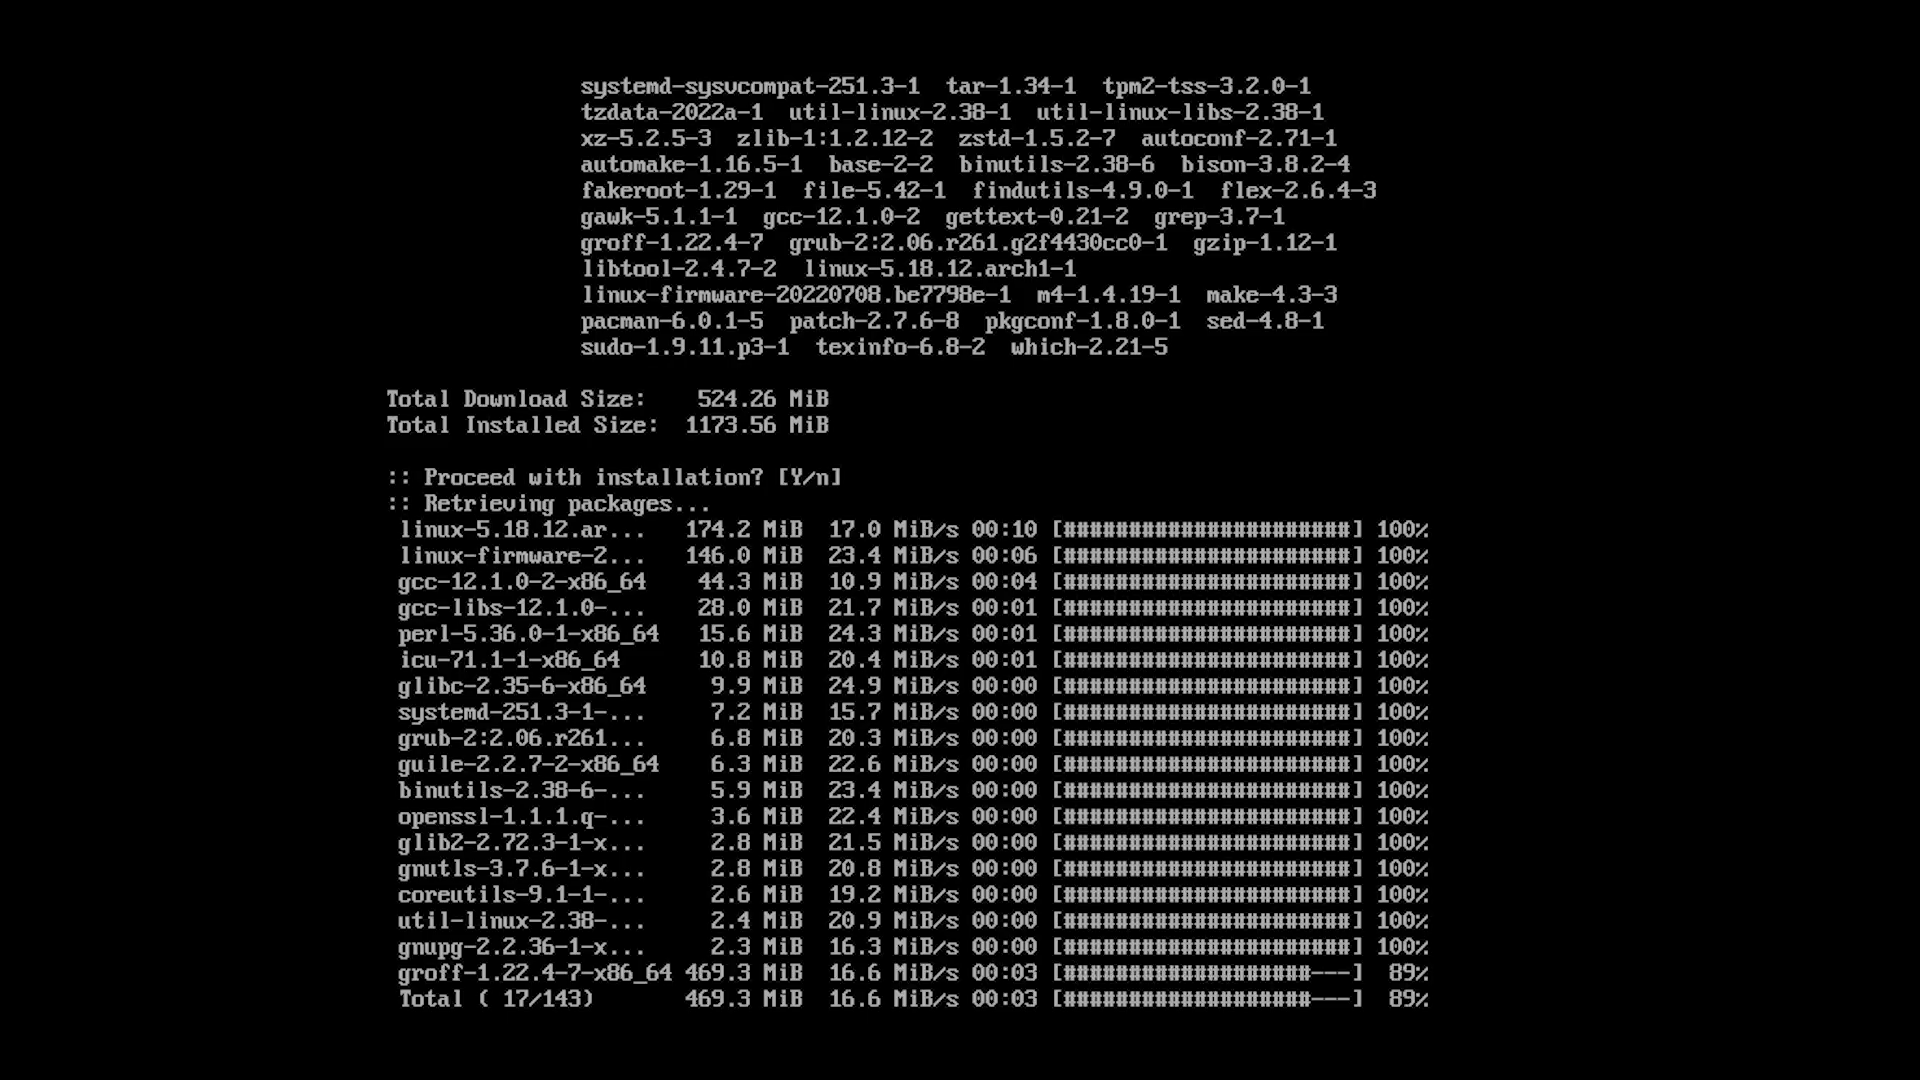 systemd-sysvcompat-251.3-1  tar-1.34-1  tpm2-tss-3.2.0-1
tzdata-2022a-1  util-linux-2.38-1  util-linux-libs-2.38-1
xz-5.2.5-3  zlib-1:1.2.12-2  zstd-1.5.2-7  autoconf-2.71-1
automake-1.16.5-1  base-2-2  binutils-2.38-6  bison-3.8.2-4
fakeroot-1.29-1  file-5.42-1  findutils-4.9.0-1  flex-2.6.4-3
gawk-5.1.1-1  gcc-12.1.0-2  gettext-0.21-2  grep-3.7-1
groff-1.22.4-7  grub-2:2.06.r261.g2f4430cc0-1  gzip-1.12-1
libtool-2.4.7-2  linux-5.18.12.arch1-1
linux-firmware-20220708.be7798e-1  m4-1.4.19-1  make-4.3-3
pacman-6.0.1-5  patch-2.7.6-8  pkgconf-1.8.0-1  sed-4.8-1
sudo-1.9.11.p3-1  texinfo-6.8-2  which-2.21-5
Total Download Size:    524.26 MiB
Total Installed Size:  1173.56 MiB
:: Proceed with installation? [Y/n]
:: Retrieving packages...
linux-5.18.12.ar...   174.2 MiB  17.0 MiB/s 00:10 [######################] 100%
linux-firmware-2...   146.0 MiB  23.4 MiB/s 00:06 [######################] 100%
gcc-12.1.0-2-x86_64    44.3 MiB  10.9 MiB/s 00:04 [######################] 100%
gcc-libs-12.1.0-...    28.0 MiB  21.7 MiB/s 00:01 [######################] 100%
perl-5.36.0-1-x86_64   15.6 MiB  24.3 MiB/s 00:01 [######################] 100%
icu-71.1-1-x86_64      10.8 MiB  20.4 MiB/s 00:01 [######################] 100%
glibc-2.35-6-x86_64     9.9 MiB  24.9 MiB/s 00:00 [######################] 100%
systemd-251.3-1-...     7.2 MiB  15.7 MiB/s 00:00 [######################] 100%
grub-2:2.06.r261...     6.8 MiB  20.3 MiB/s 00:00 [######################] 100%
guile-2.2.7-2-x86_64    6.3 MiB  22.6 MiB/s 00:00 [######################] 100%
binutils-2.38-6-...     5.9 MiB  23.4 MiB/s 00:00 [######################] 100%
openssl-1.1.1.q-...     3.6 MiB  22.4 MiB/s 00:00 [######################] 100%
glib2-2.72.3-1-x...     2.8 MiB  21.5 MiB/s 00:00 [######################] 100%
gnutls-3.7.6-1-x...     2.8 MiB  20.8 MiB/s 00:00 [######################] 100%
coreutils-9.1-1-...     2.6 MiB  19.2 MiB/s 00:00 [######################] 100%
util-linux-2.38-...     2.4 MiB  20.9 MiB/s 00:00 [######################] 100%
gnupg-2.2.36-1-x...     2.3 MiB  16.3 MiB/s 00:00 [######################] 100%
groff-1.22.4-7-x86_64 469.3 MiB  16.6 MiB/s 00:03 [###################---]  89%
Total ( 17/143)       469.3 MiB  16.6 MiB/s 00:03 [###################---]  89%